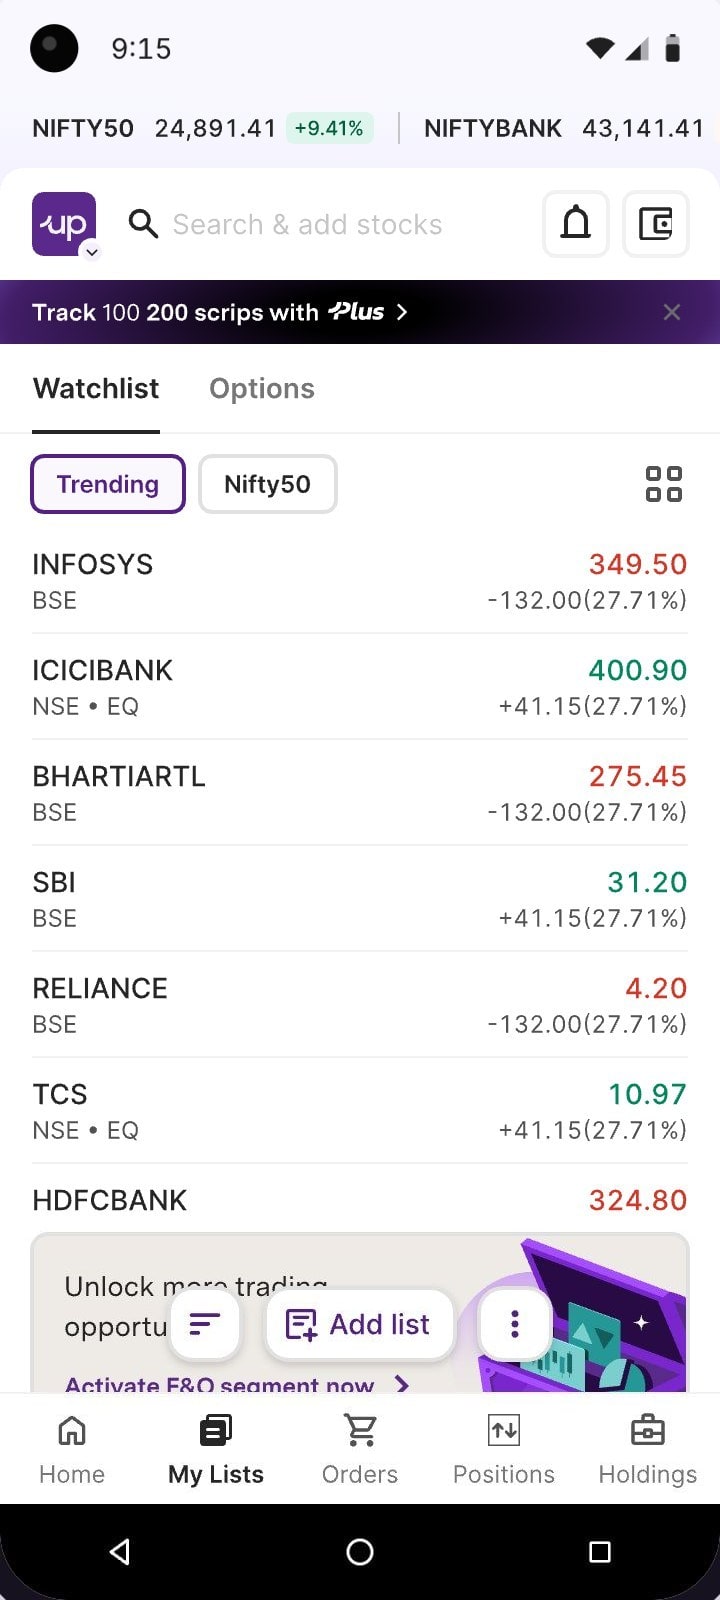 9:15
NIFTY50 24,891.41 +9.41% NIFTYBANK 43,141.41
up Search & add stocks
Track 100 200 scrips with Plus
Watchlist Options
Trending Nifty50
INFOSYS 349.50
BSE -132.00(27.71%)
ICICIBANK 400.90
NSE • EQ +41.15(27.71%)
BHARTIARTL 275.45
BSE -132.00(27.71%)
SBI 31.20
BSE +41.15(27.71%)
RELIANCE 4.20
BSE -132.00(27.71%)
TCS 10.97
NSE • EQ +41.15(27.71%)
HDFCBANK 324.80
Unlock more trading
opportu
Add list
Activate F&O segment now
Home My Lists Orders Positions Holdings